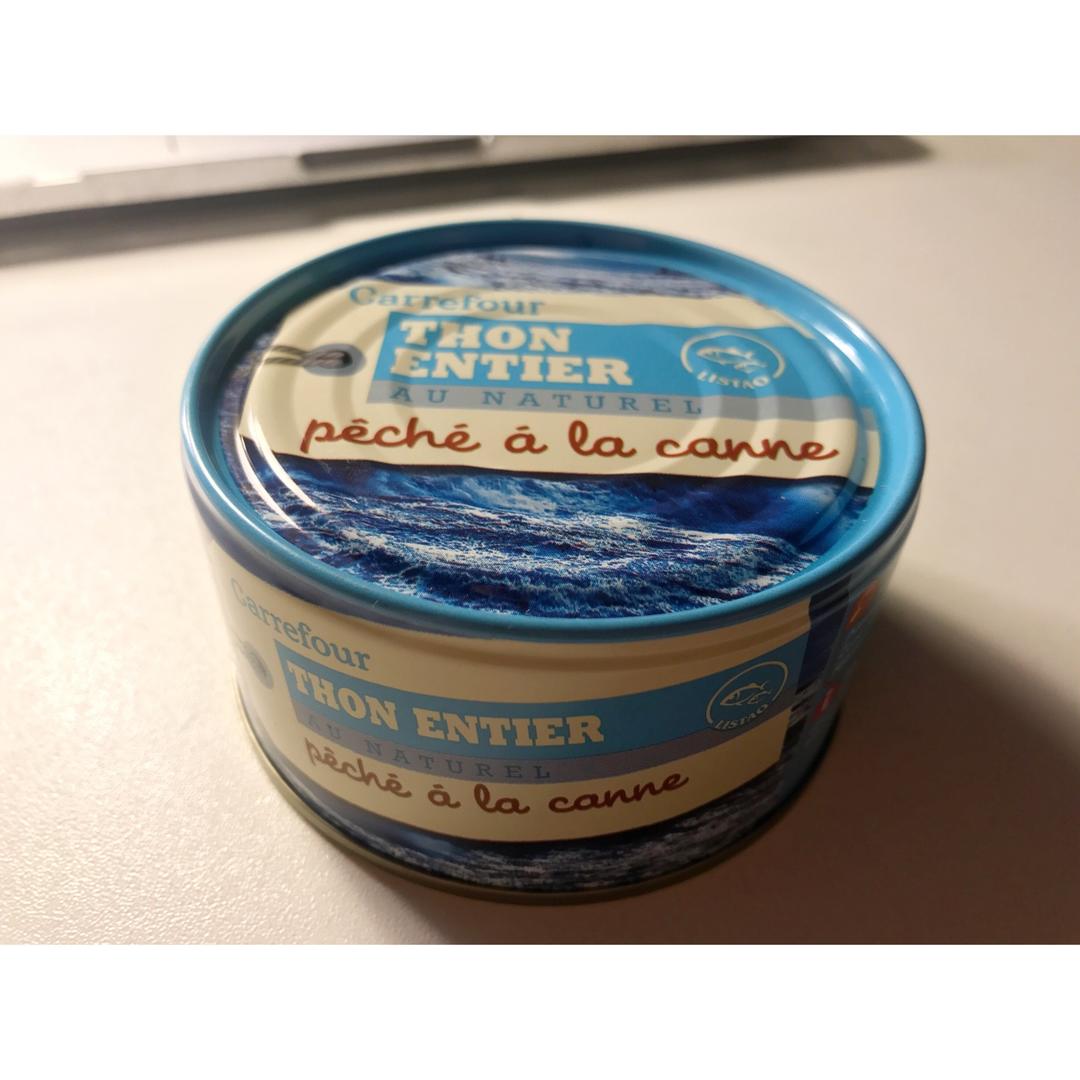 Carrefour
THON
ENTIER
LISTAO
AU NATUREL
pêché á la canne
Carrefour
THON ENTIER
LISTAO
AU NATUREL
pêché á la canne